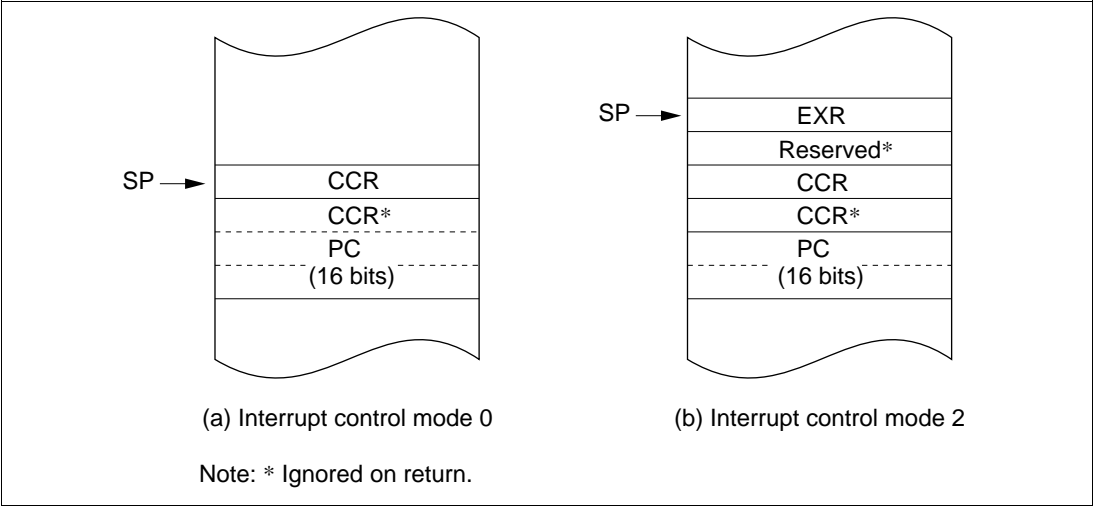 SP
CCR
CCR*
PC
(16 bits)
(a) Interrupt control mode 0
SP
EXR
Reserved*
CCR
CCR*
PC
(16 bits)
(b) Interrupt control mode 2
Note: * Ignored on return.